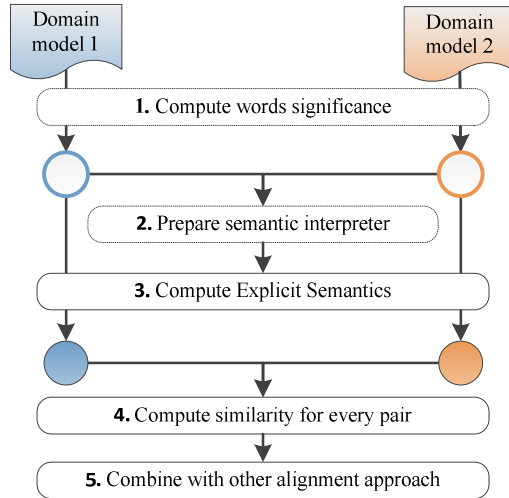 Domain
model 1
Domain
model 2
1. Compute words significance
2. Prepare semantic interpreter
3. Compute Explicit Semantics
4. Compute similarity for every pair
5. Combine with other alignment approach